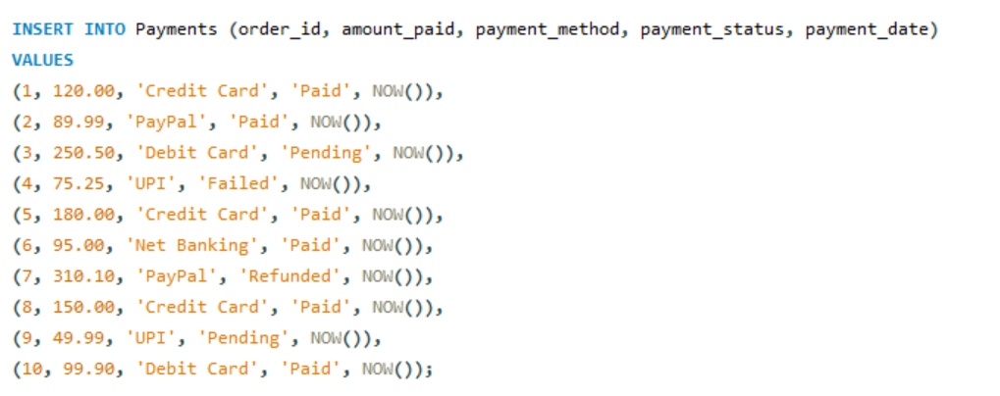 INSERT INTO Payments (order_id, amount_paid, payment_method, payment_status, payment_date)
VALUES
(1, 120.00, 'Credit Card', 'Paid', NOW()),
(2, 89.99, 'PayPal', 'Paid', NOW()),
(3, 250.50, 'Debit Card', 'Pending', NOW()),
(4, 75.25, 'UPI', 'Failed', NOW()),
(5, 180.00, 'Credit Card', 'Paid', NOW()),
(6, 95.00, 'Net Banking', 'Paid', NOW()),
(7, 310.10, 'PayPal', 'Refunded', NOW()),
(8, 150.00, 'Credit Card', 'Paid', NOW()),
(9, 49.99, 'UPI', 'Pending', NOW()),
(10, 99.90, 'Debit Card', 'Paid', NOW());